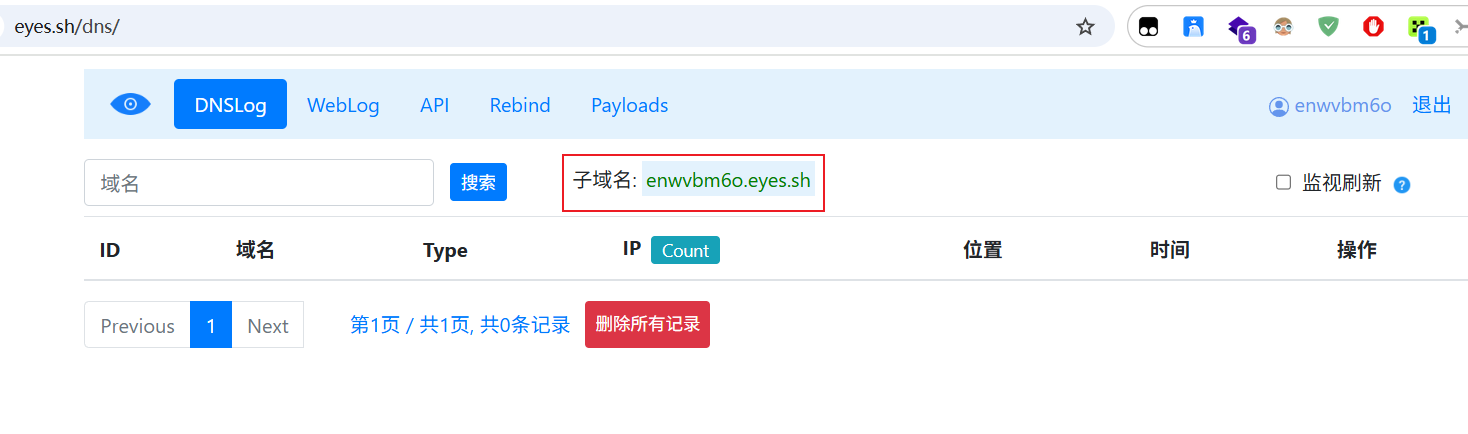 eyes.sh/dns/
6
1
DNSLog WebLog API Rebind Payloads enwvbm6o 退出
域名 搜索 子域名: enwvbm6o.eyes.sh 监视刷新 ?
ID 域名 Type IP Count 位置 时间 操作
Previous 1 Next 第1页 / 共1页, 共0条记录 删除所有记录